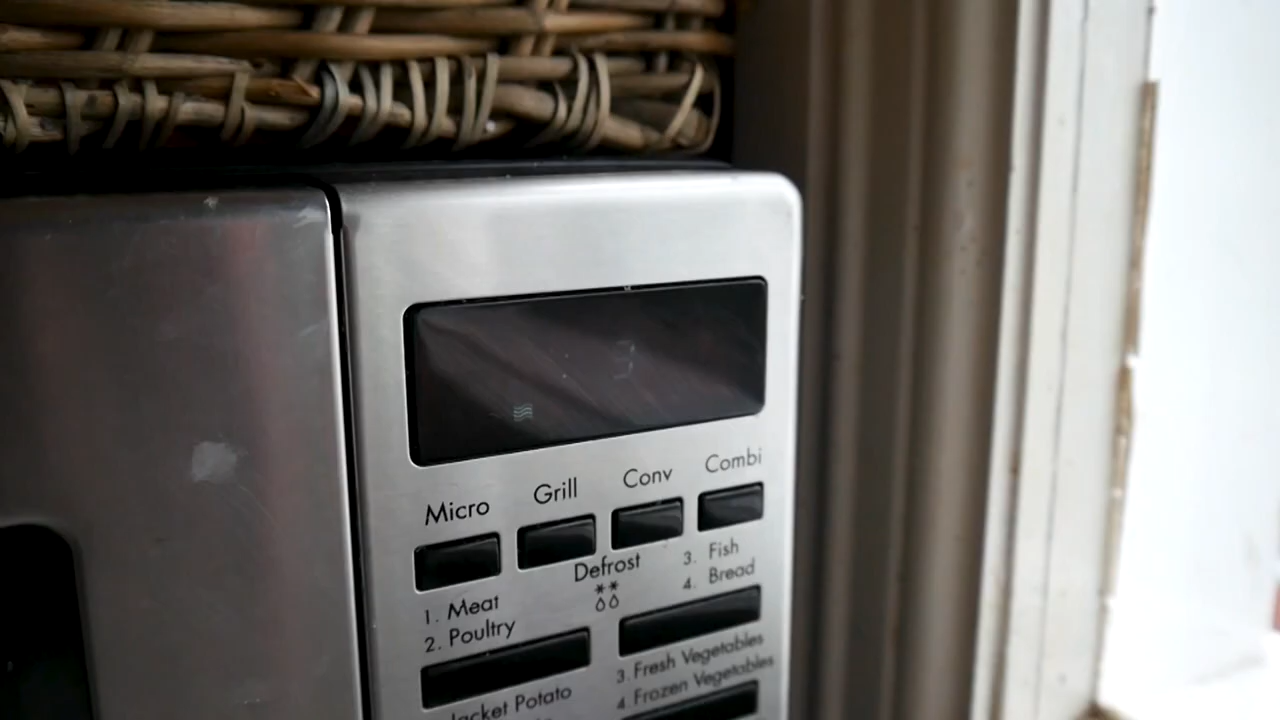 3
Micro
Grill
Conv
Combi
Defrost
1. Meat
2. Poultry
3. Fish
4. Bread
Jacket Potato
3. Fresh Vegetables
4. Frozen Vegetables